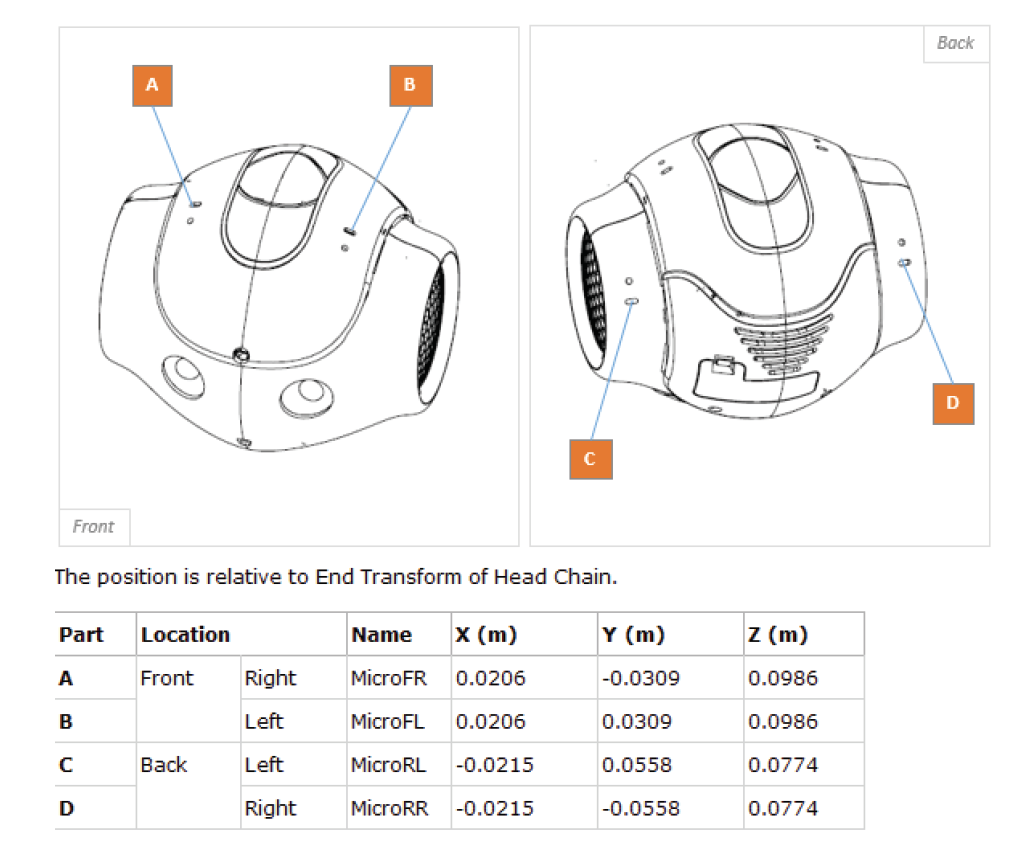 Back
A
B
C
D
Front
The position is relative to End Transform of Head Chain.
Part Location Name X (m) Y (m) Z (m)
A Front Right MicroFR 0.0206 -0.0309 0.0986
B Left MicroFL 0.0206 0.0309 0.0986
C Back Left MicroRL -0.0215 0.0558 0.0774
D Right MicroRR -0.0215 -0.0558 0.0774